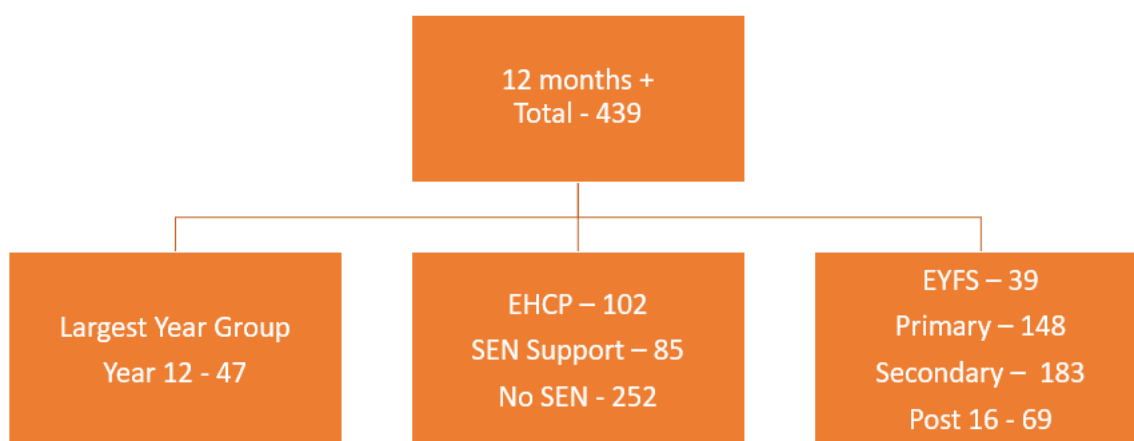 12 months +
Total - 439
Largest Year Group
Year 12 - 47
EHCP – 102
SEN Support – 85
No SEN - 252
EYFS – 39
Primary – 148
Secondary –  183
Post 16 - 69